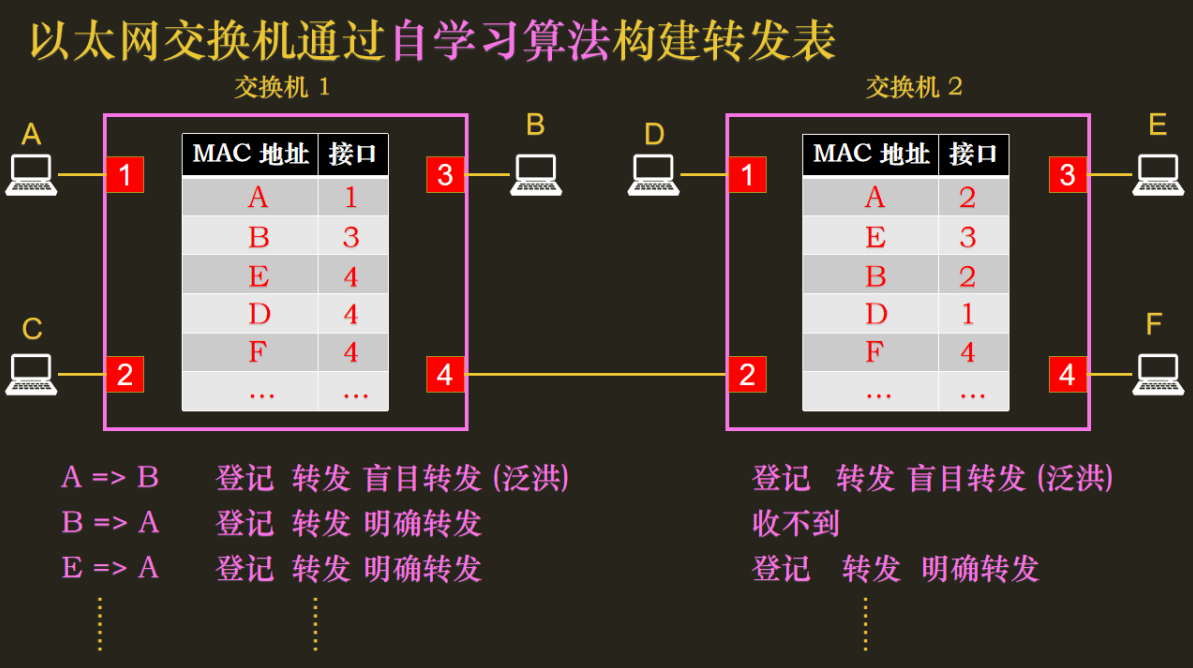 以太网交换机通过自学习算法构建转发表
交换机 1
交换机 2
A
B
C
1
2
3
4
MAC 地址 接口
A 1
B 3
E 4
D 4
F 4
... ...
D
E
F
1
2
3
4
MAC 地址 接口
A 2
E 3
B 2
D 1
F 4
... ...
A => B 登记 转发 盲目转发 (泛洪) 登记 转发 盲目转发 (泛洪)
B => A 登记 转发 明确转发 收不到
E => A 登记 转发 明确转发 登记 转发 明确转发